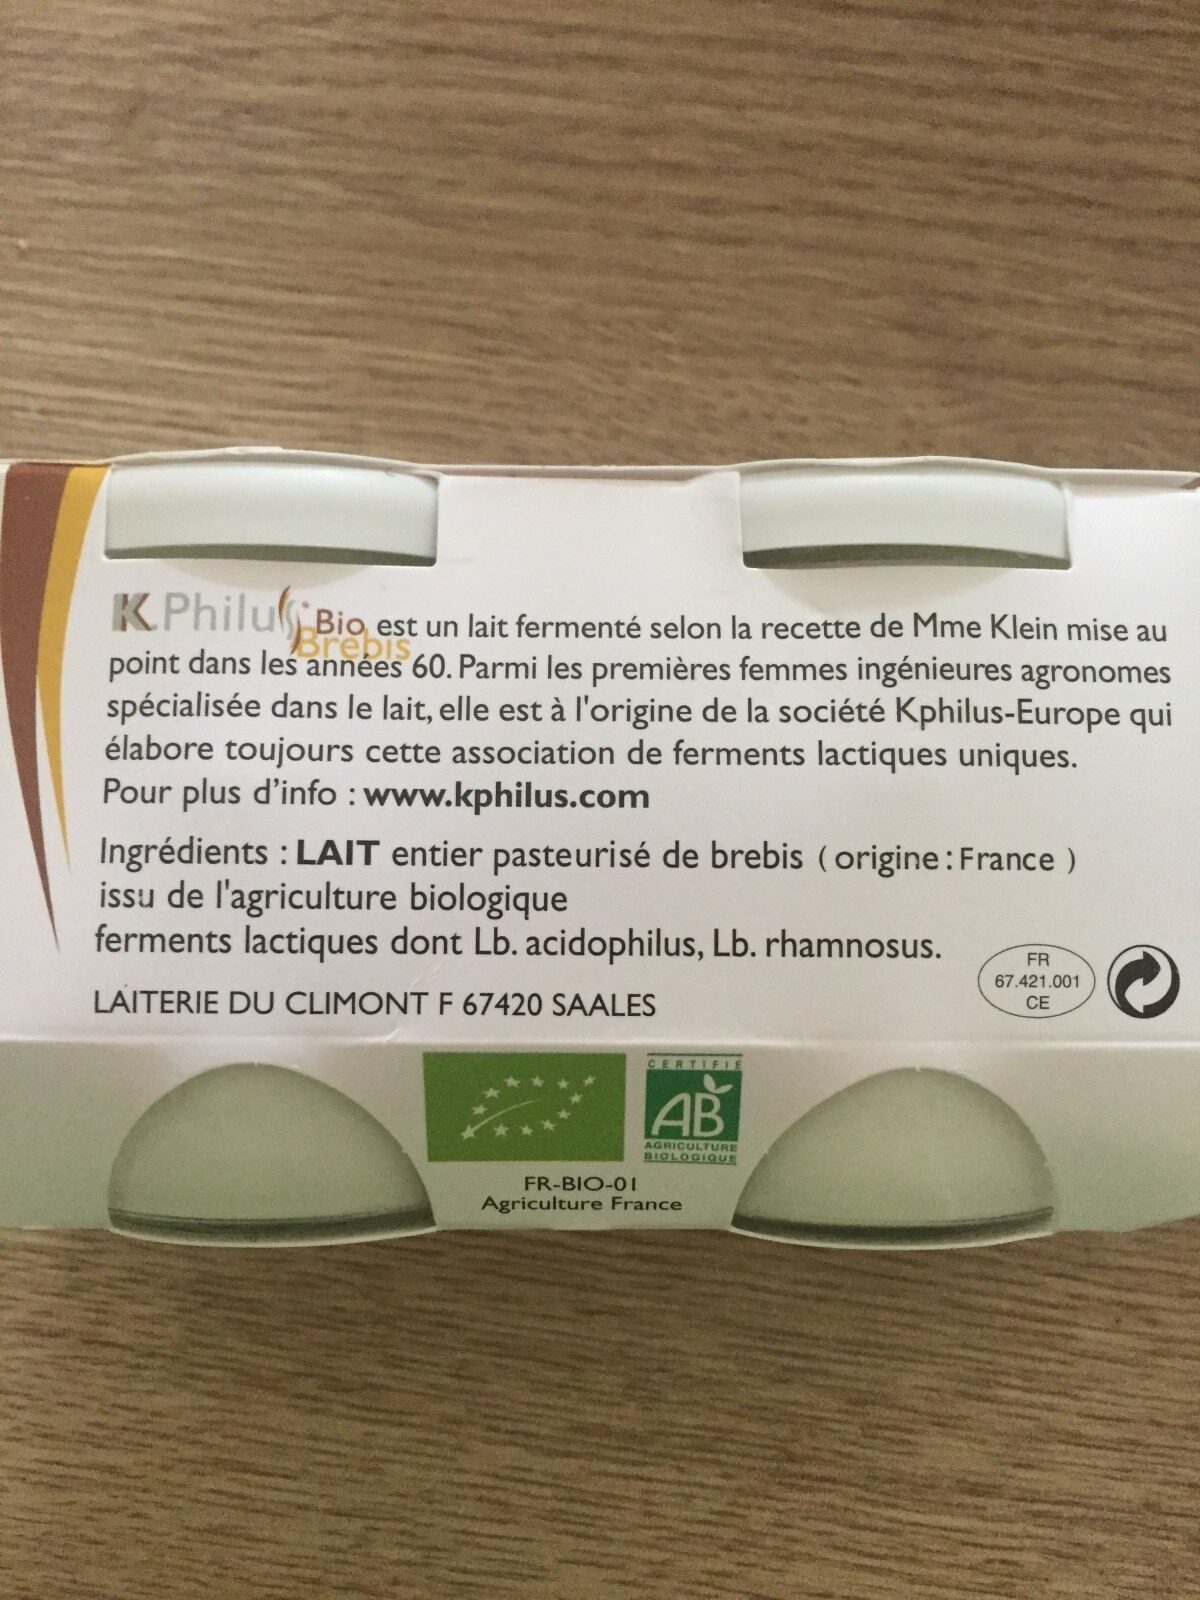 K.Philus Bio Brebis est un lait fermenté selon la recette de Mme Klein mise au
point dans les années 60. Parmi les premières femmes ingénieures agronomes
spécialisée dans le lait, elle est à l'origine de la société Kphilus-Europe qui
élabore toujours cette association de ferments lactiques uniques.
Pour plus d'info : www.kphilus.com
Ingrédients : LAIT entier pasteurisé de brebis ( origine : France )
issu de l'agriculture biologique
ferments lactiques dont Lb. acidophilus, Lb. rhamnosus.
LAITERIE DU CLIMONT F 67420 SAALES
FR
67.421.001
CE
CERTIFIÉ
AB
AGRICULTURE
BIOLOGIQUE
FR-BIO-01
Agriculture France